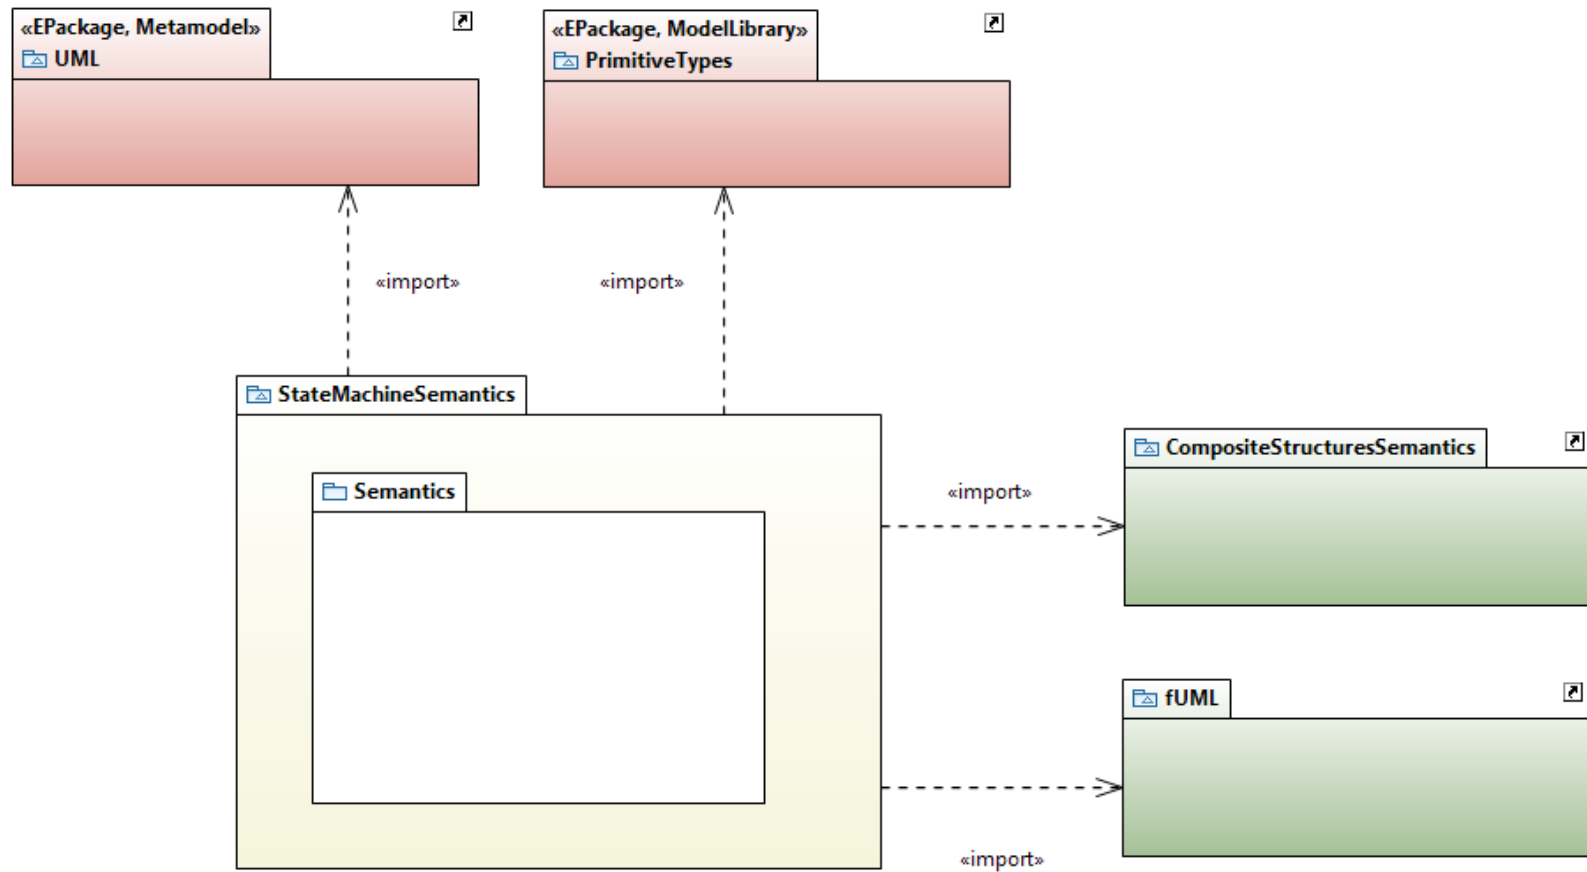 «EPackage, Metamodel»
UML
«EPackage, ModelLibrary»
PrimitiveTypes
«import»
«import»
StateMachineSemantics
Semantics
CompositeStructuresSemantics
«import»
fUML
«import»